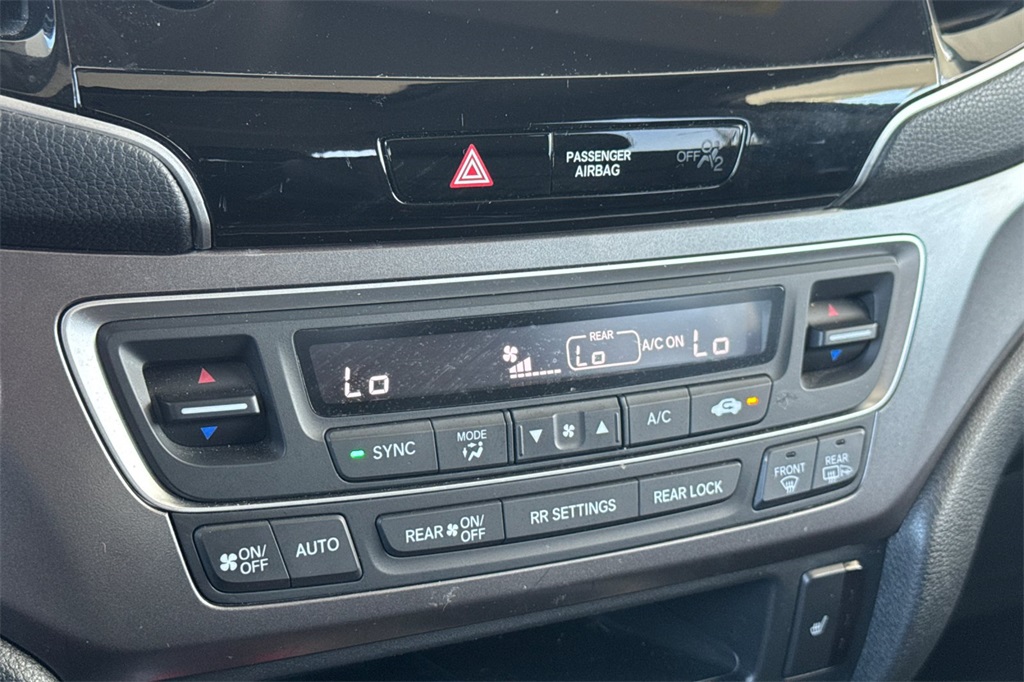 PASSENGER
AIRBAG
OFF
2
REAR
Lo
Lo
A/C ON
Lo
SYNC
MODE
A/C
FRONT
REAR
REAR ON/OFF
RR SETTINGS
REAR LOCK
ON/OFF
AUTO